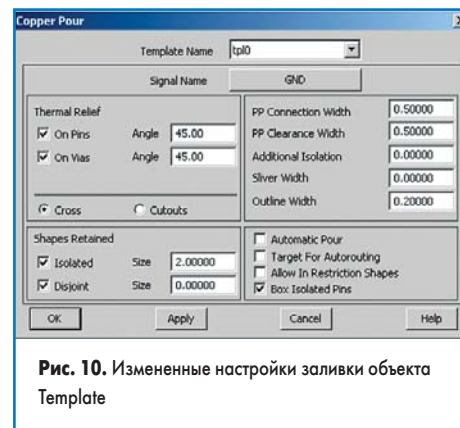 Copper Pour
Template Name tpl0
Signal Name GND
Thermal Relief
On Pins Angle 45.00
On Vias Angle 45.00
Cross Cutouts
PP Connection Width 0.50000
PP Clearance Width 0.50000
Additional Isolation 0.00000
Sliver Width 0.00000
Outline Width 0.20000
Shapes Retained
Isolated Size 2.00000
Disjoint Size 0.00000
Automatic Pour
Target For Autorouting
Allow In Restriction Shapes
Box Isolated Pins
OK Apply Cancel Help
Рис. 10. Измененные настройки заливки объекта
Template